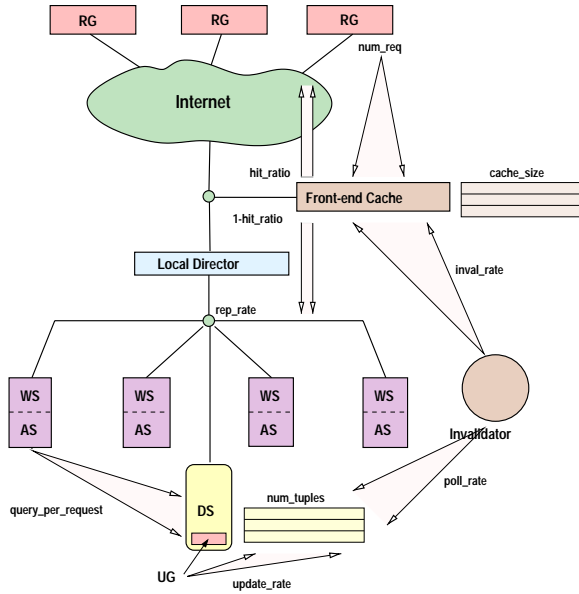 RG
RG
RG
num_req
Internet
hit_ratio
cache_size
Front-end Cache
1-hit_ratio
Local Director
inval_rate
rep_rate
WS
AS
WS
AS
WS
AS
WS
AS
Invalidator
poll_rate
query_per_request
DS
num_tuples
UG
update_rate